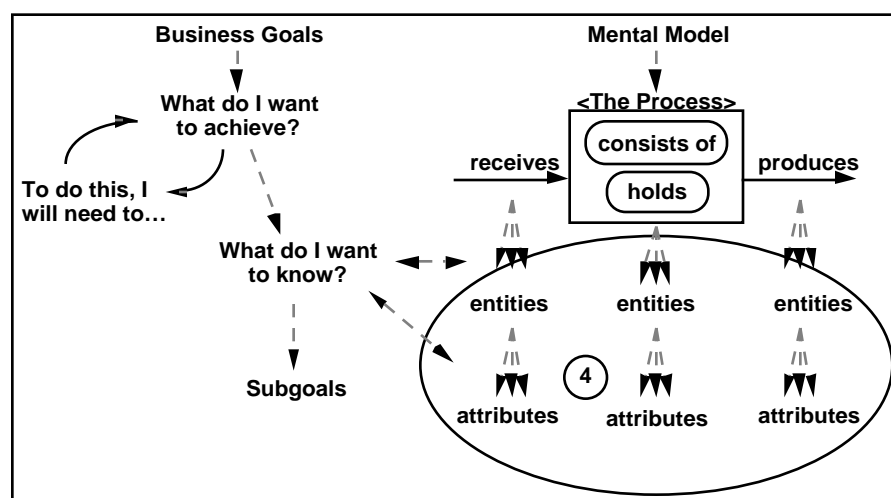 Business Goals
Mental Model
What do I want
to achieve?
<The Process>
consists of
receives
produces
holds
To do this, I
will need to…
What do I want
to know?
entities
entities
entities
4
Subgoals
attributes
attributes
attributes